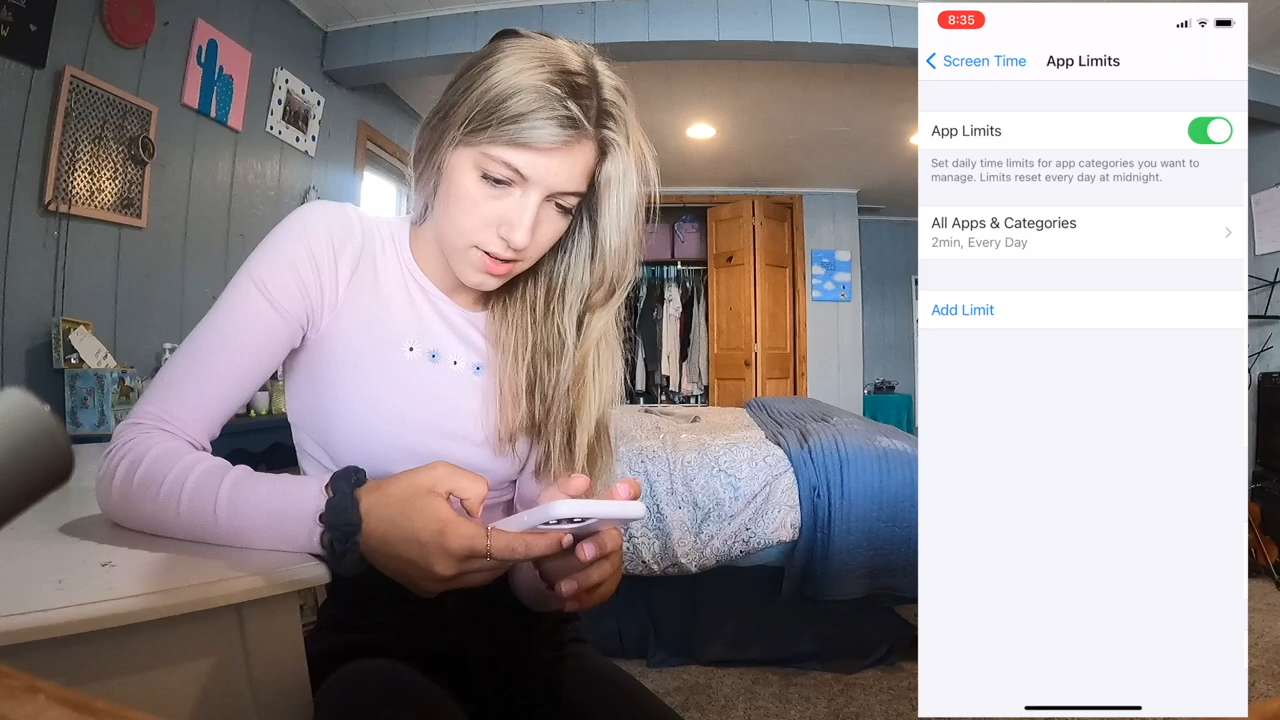 8:35
Screen Time
App Limits
App Limits
Set daily time limits for app categories you want to
manage. Limits reset every day at midnight.
All Apps & Categories
2min, Every Day
Add Limit